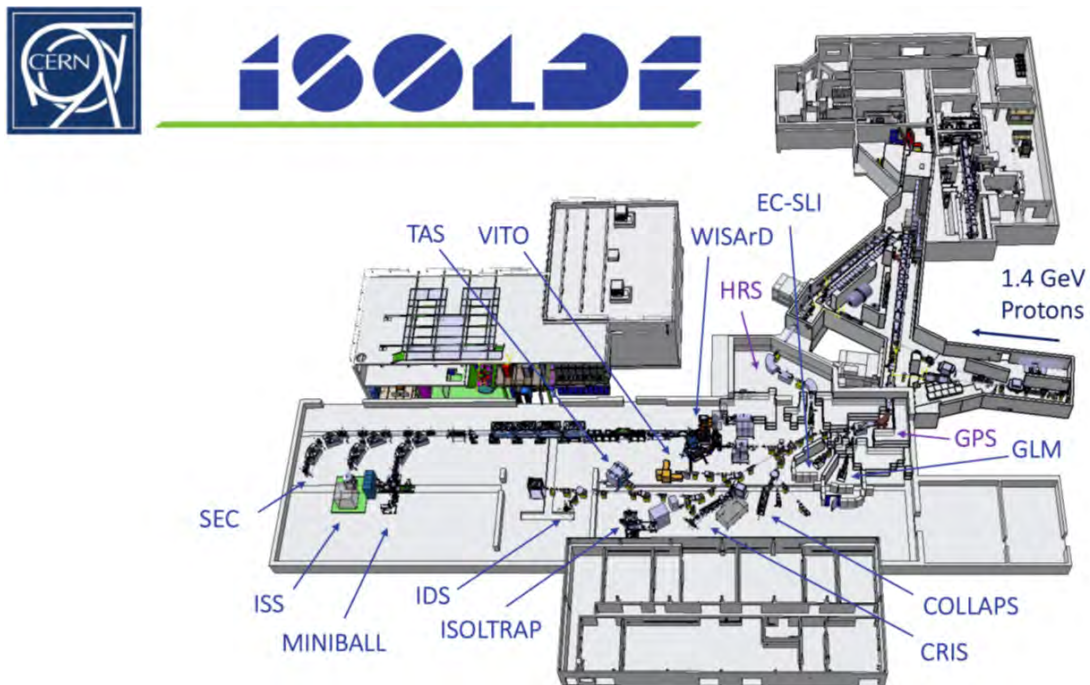 CERN
ISOLDE
EC-SLI
TAS
VITO
WISArD
HRS
1.4 GeV
Protons
GPS
GLM
SEC
ISS
IDS
MINIBALL
ISOLTRAP
COLLAPS
CRIS